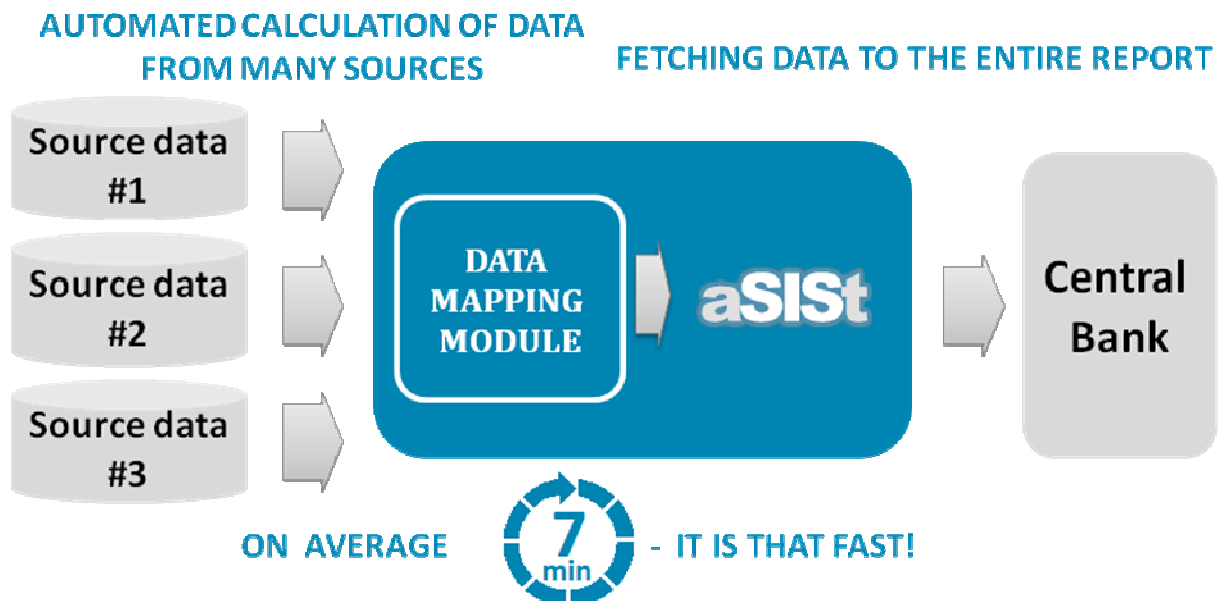 AUTOMATED CALCULATION OF DATA
FROM MANY SOURCES
FETCHING DATA TO THE ENTIRE REPORT
Source data
#1
Source data
#2
Source data
#3
DATA
MAPPING
MODULE
aSISt
Central
Bank
ON AVERAGE
7
min
- IT IS THAT FAST!